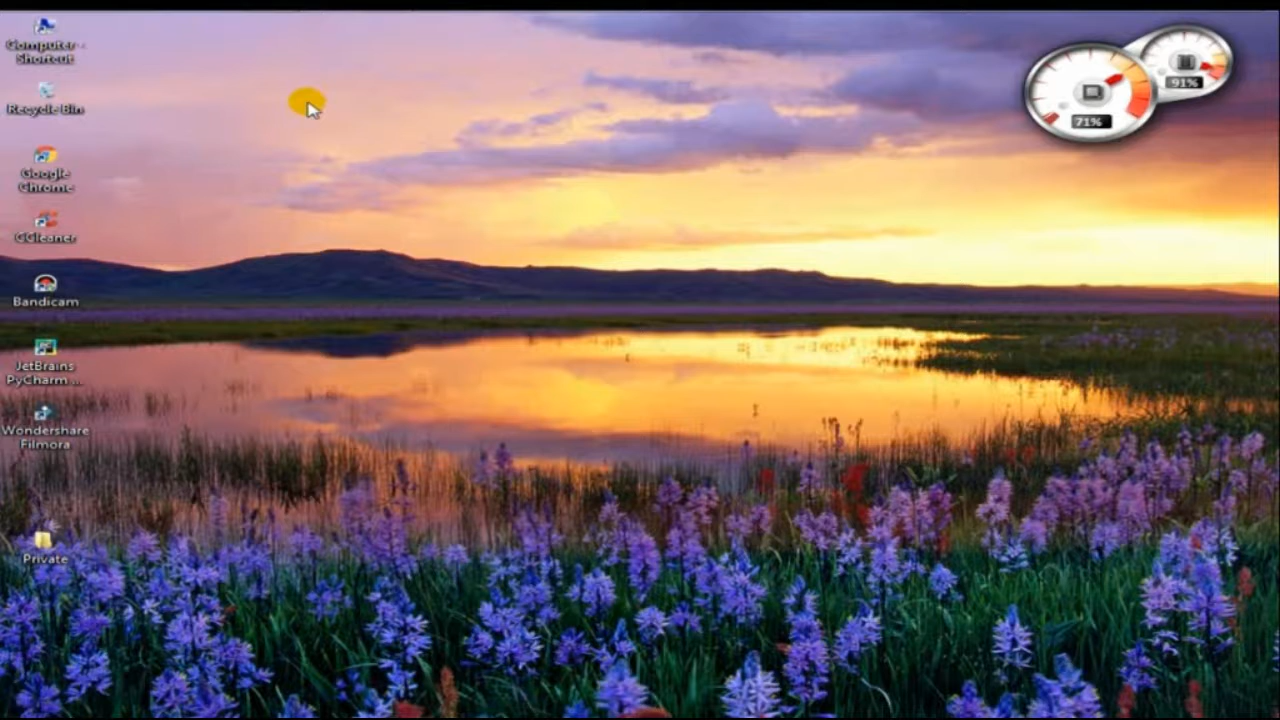 Computer -
Shortcut
Recycle Bin
Google
Chrome
CCleaner
Bandicam
JetBrains
PyCharm ...
Wondershare
Filmora
Private
91%
71%